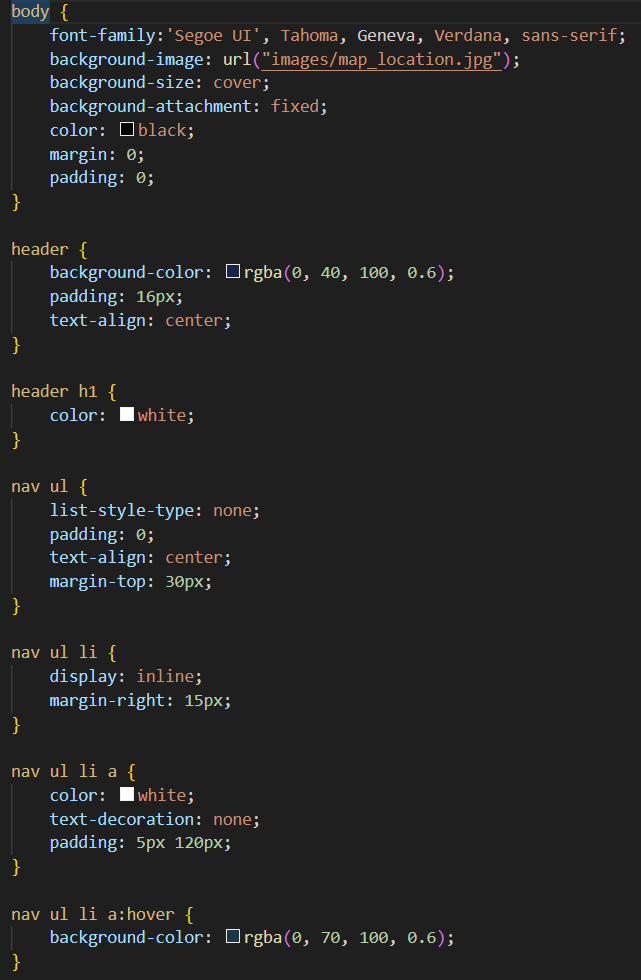 body {
    font-family:'Segoe UI', Tahoma, Geneva, Verdana, sans-serif;
    background-image: url("images/map_location.jpg");
    background-size: cover;
    background-attachment: fixed;
    color: black;
    margin: 0;
    padding: 0;
}

header {
    background-color: rgba(0, 40, 100, 0.6);
    padding: 16px;
    text-align: center;
}

header h1 {
    color: white;
}

nav ul {
    list-style-type: none;
    padding: 0;
    text-align: center;
    margin-top: 30px;
}

nav ul li {
    display: inline;
    margin-right: 15px;
}

nav ul li a {
    color: white;
    text-decoration: none;
    padding: 5px 120px;
}

nav ul li a:hover {
    background-color: rgba(0, 70, 100, 0.6);
}